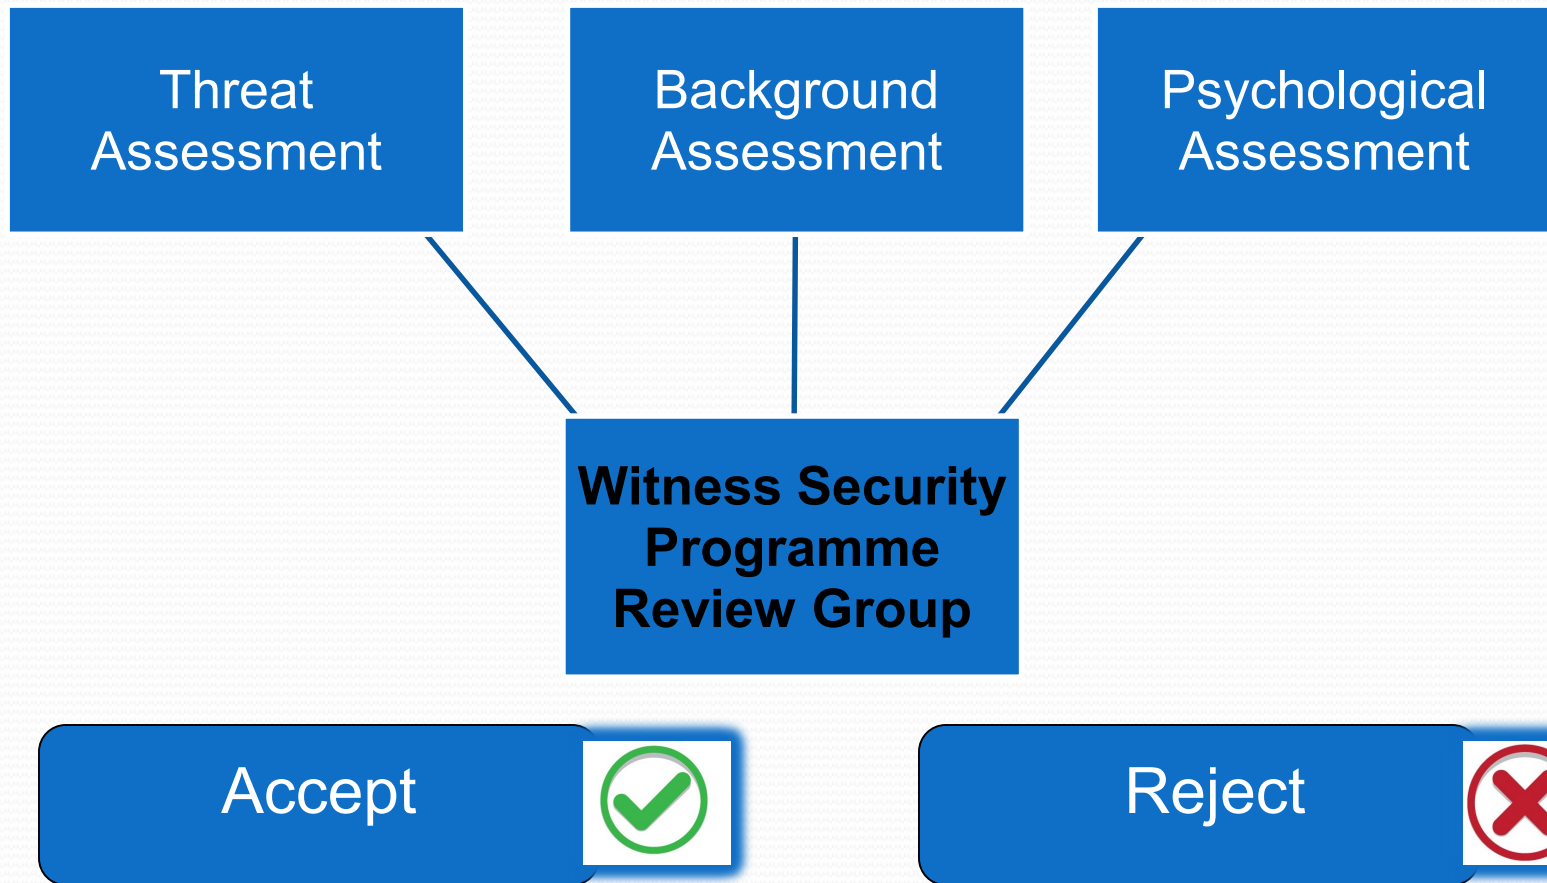 Threat
Assessment
Background
Assessment
Psychological
Assessment
Witness Security
Programme
Review Group
Accept
Reject